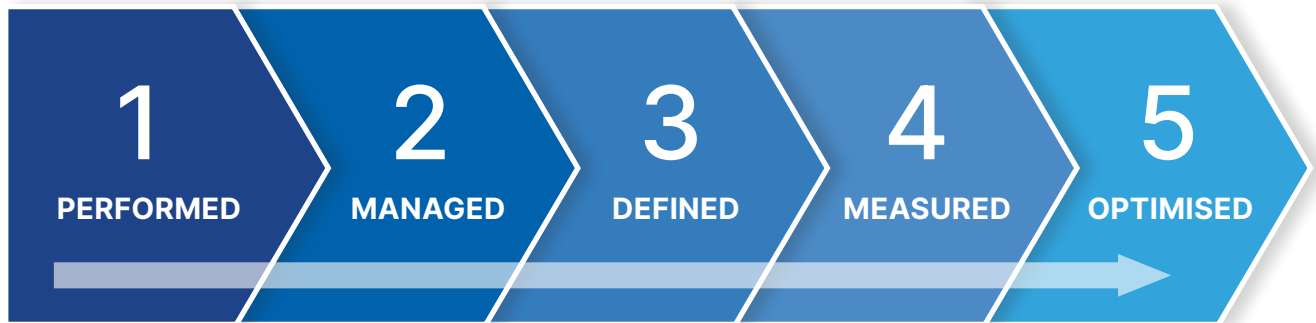 1
PERFORMED
2
MANAGED
3
DEFINED
4
MEASURED
5
OPTIMISED